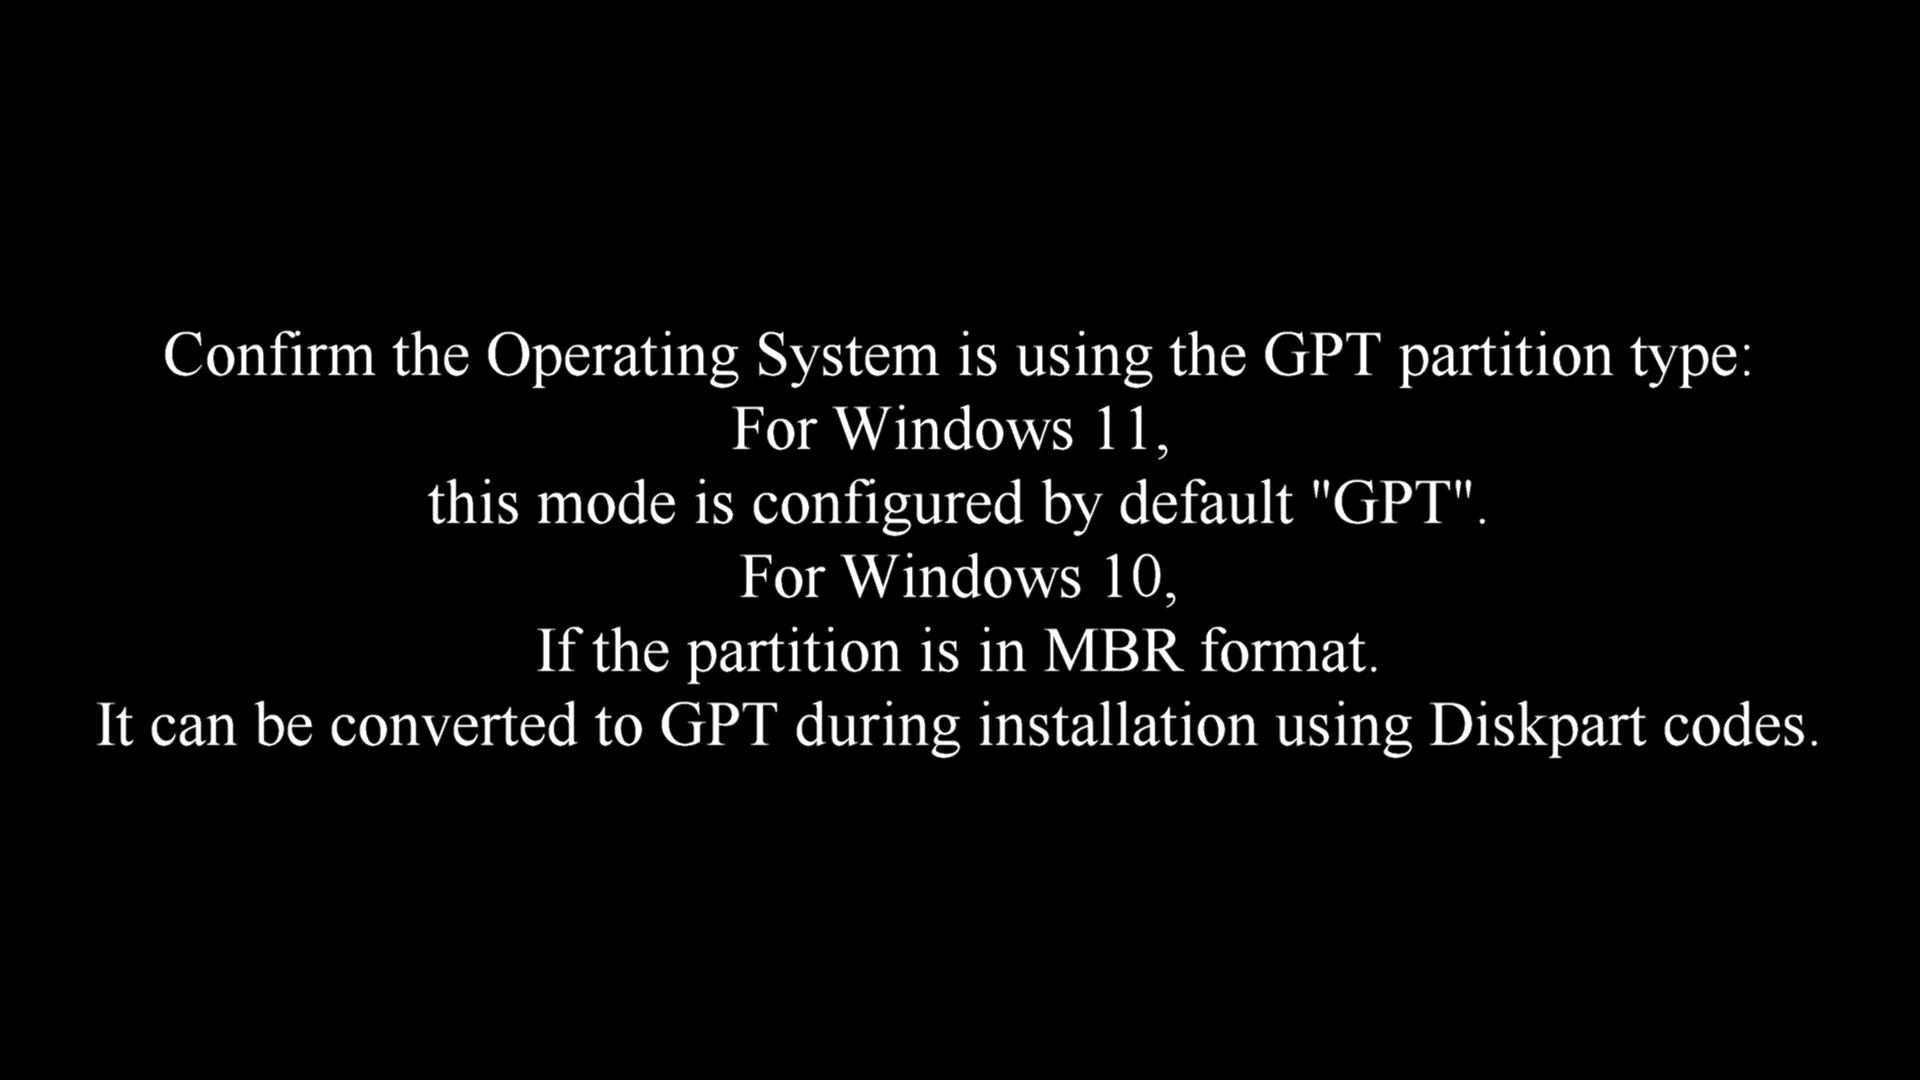 Confirm the Operating System is using the GPT partition type:
For Windows 11,
this mode is configured by default "GPT".
For Windows 10,
If the partition is in MBR format.
It can be converted to GPT during installation using Diskpart codes.